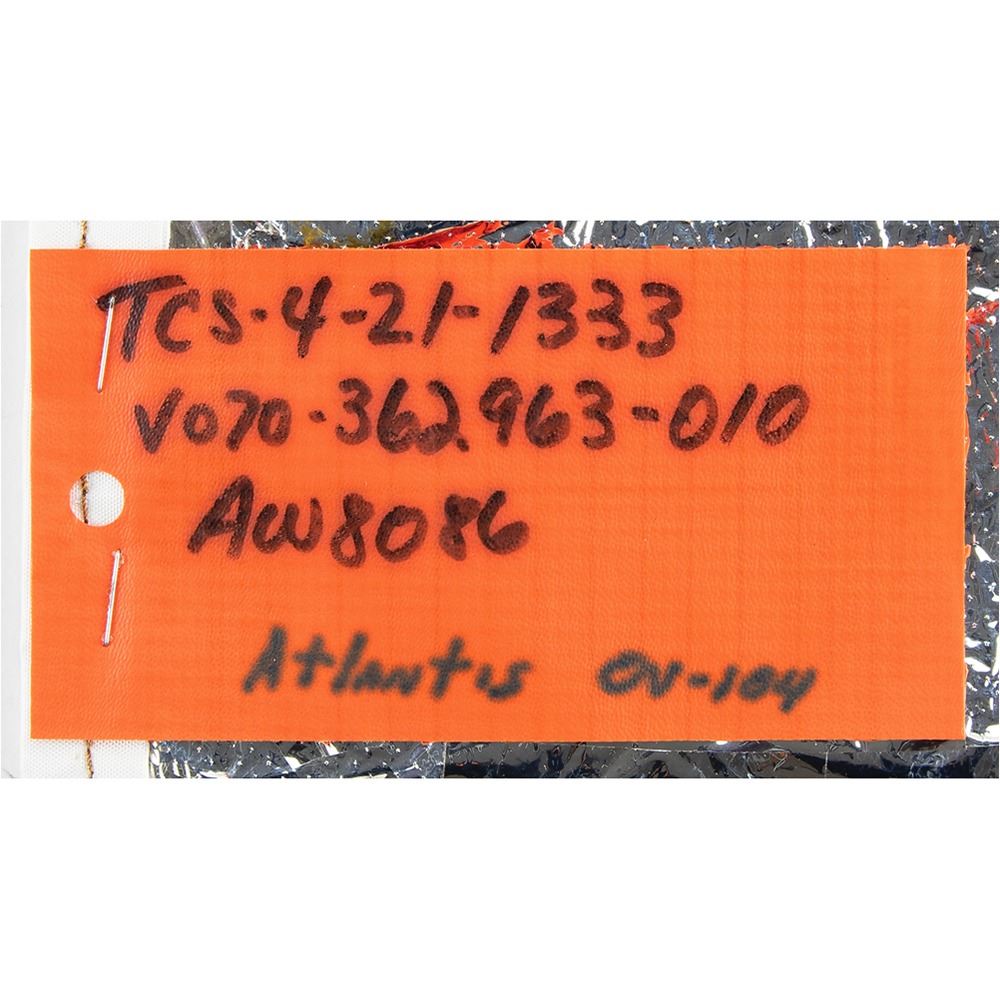 TCS-4-21-1333
V070-362963-010
AW8086
Atlantis OV-104